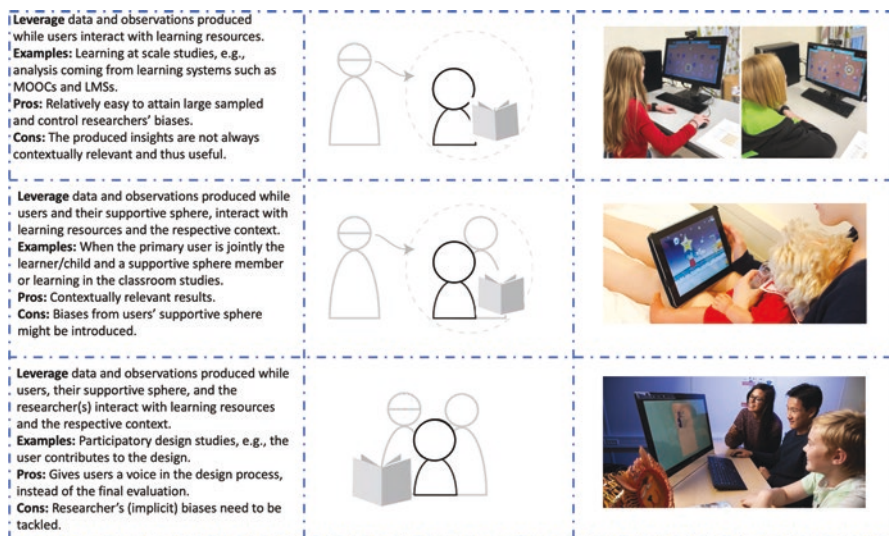 Leverage data and observations produced
while users interact with learning resources.
Examples: Learning at scale studies, e.g.,
analysis coming from learning systems such as
MOOCs and LMSs.
Pros: Relatively easy to attain large sampled
and control researchers' biases.
Cons: The produced insights are not always
contextually relevant and thus useful.
Leverage data and observations produced while
users and their supportive sphere, interact with
learning resources and the respective context.
Examples: When the primary user is jointly the
learner/child and a supportive sphere member
or learning in the classroom studies.
Pros: Contextually relevant results.
Cons: Biases from users' supportive sphere
might be introduced.
Leverage data and observations produced while
users, their supportive sphere, and the
researcher(s) interact with learning resources
and the respective context.
Examples: Participatory design studies, e.g., the
user contributes to the design.
Pros: Gives users a voice in the design process,
instead of the final evaluation.
Cons: Researcher's (implicit) biases need to be
tackled.